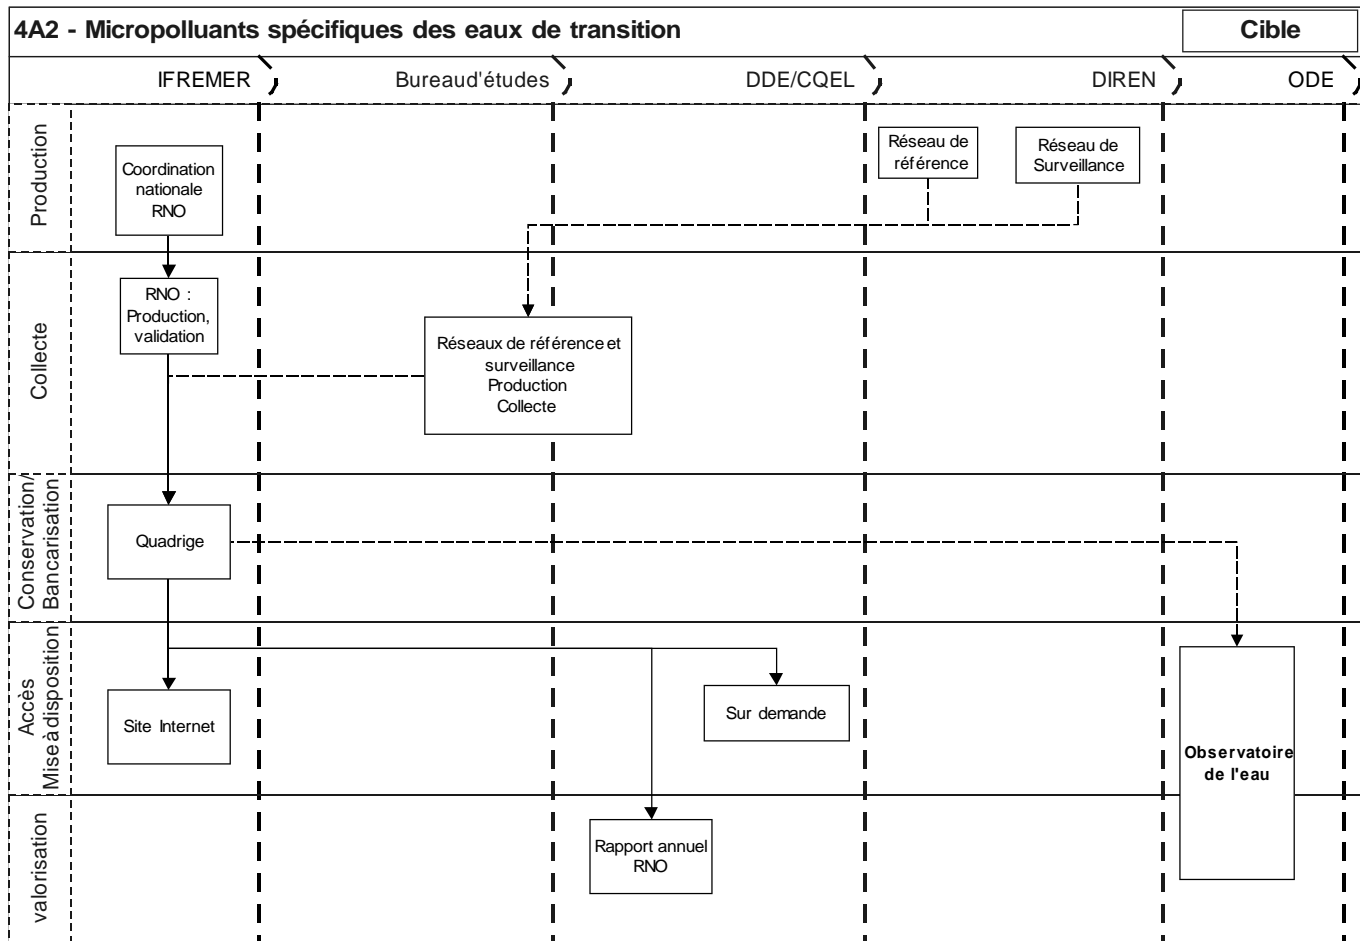 4A2 - Micropolluants spécifiques des eaux de transition
Cible
IFREMER
Bureau d'études
DDE/CQEL
DIREN
ODE
Production
Coordination
nationale
RNO
Réseau de
référence
Réseau de
Surveillance
Collecte
RNO :
Production,
validation
Réseaux de référence et
surveillance
Production
Collecte
Conservation/
Bancarisation
Quadrige
Accès
Mise à disposition
Site Internet
Sur demande
Observatoire
de l'eau
valorisation
Rapport annuel
RNO